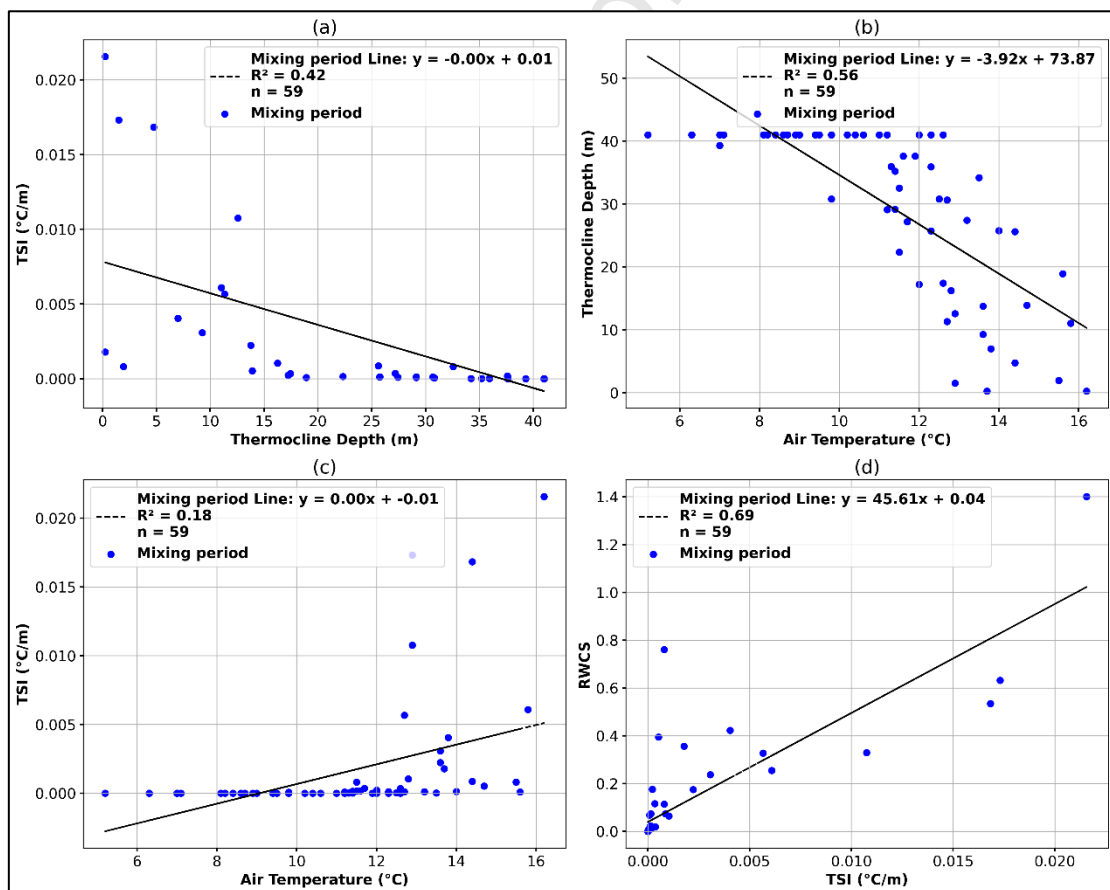 (a)
Mixing period Line: y = -0.00x + 0.01
R² = 0.42
n = 59
Mixing period
TSI (°C/m)
0.020
0.015
0.010
0.005
0.000
0 5 10 15 20 25 30 35 40
Thermocline Depth (m)
(b)
Mixing period Line: y = -3.92x + 73.87
R² = 0.56
n = 59
Mixing period
Thermocline Depth (m)
50
40
30
20
10
0
6 8 10 12 14 16
Air Temperature (°C)
(c)
Mixing period Line: y = 0.00x + -0.01
R² = 0.18
n = 59
Mixing period
TSI (°C/m)
0.020
0.015
0.010
0.005
0.000
6 8 10 12 14 16
Air Temperature (°C)
(d)
Mixing period Line: y = 45.61x + 0.04
R² = 0.69
n = 59
Mixing period
RWCS
1.4
1.2
1.0
0.8
0.6
0.4
0.2
0.0
0.000 0.005 0.010 0.015 0.020
TSI (°C/m)